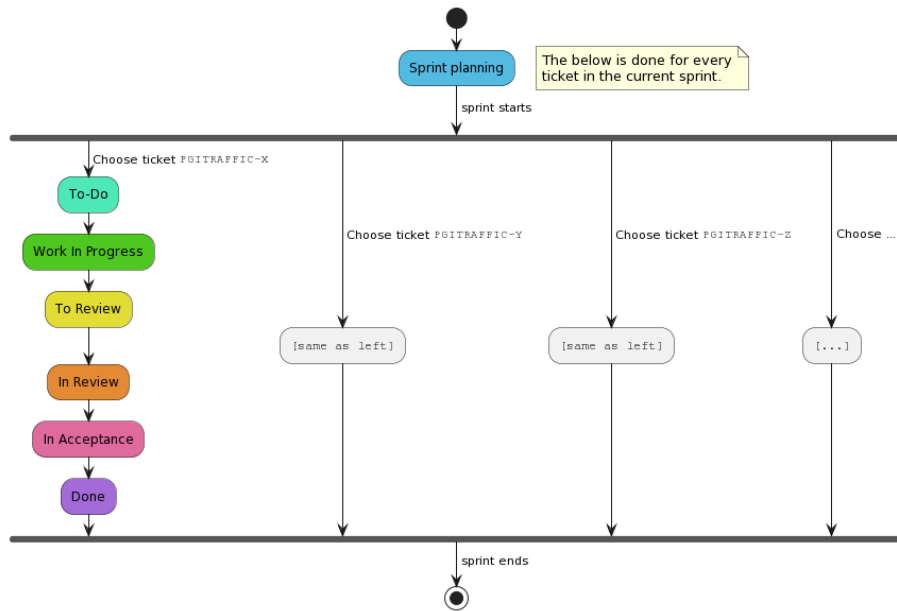 Sprint planning
The below is done for every
ticket in the current sprint.
sprint starts
Choose ticket PGITRAFFIC-X
To-Do
Work In Progress
Choose ticket PGITRAFFIC-Y
Choose ticket PGITRAFFIC-Z
Choose ...
To Review
[same as left]
[same as left]
[...]
In Review
In Acceptance
Done
sprint ends